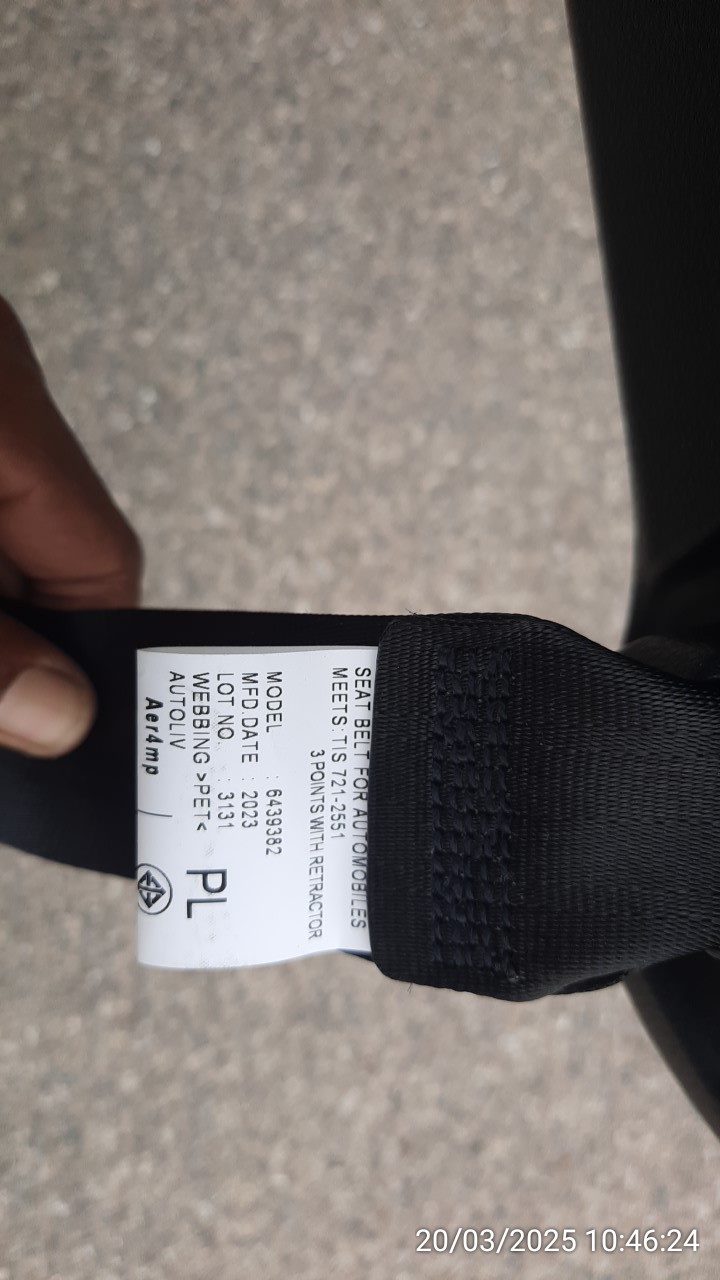 SEAT BELT FOR AUTOMOBILES
MEETS: TIS 721-2551
3 POINTS WITH RETRACTOR
MODEL : 6439382
MFD.DATE : 2023
LOT NO. : 3131
WEBBING >PET<
PL
AUTOLIV
Aer4mp
20/03/2025 10:46:24